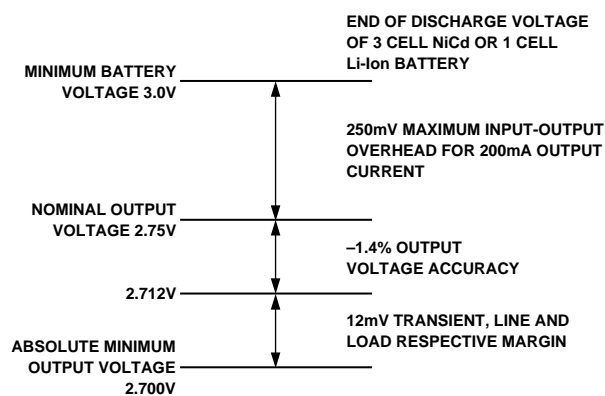 END OF DISCHARGE VOLTAGE
OF 3 CELL NiCd OR 1 CELL
Li-Ion BATTERY
MINIMUM BATTERY
VOLTAGE 3.0V
250mV MAXIMUM INPUT-OUTPUT
OVERHEAD FOR 200mA OUTPUT
CURRENT
NOMINAL OUTPUT
VOLTAGE 2.75V
–1.4% OUTPUT
VOLTAGE ACCURACY
2.712V
12mV TRANSIENT, LINE AND
LOAD RESPECTIVE MARGIN
ABSOLUTE MINIMUM
OUTPUT VOLTAGE
2.700V